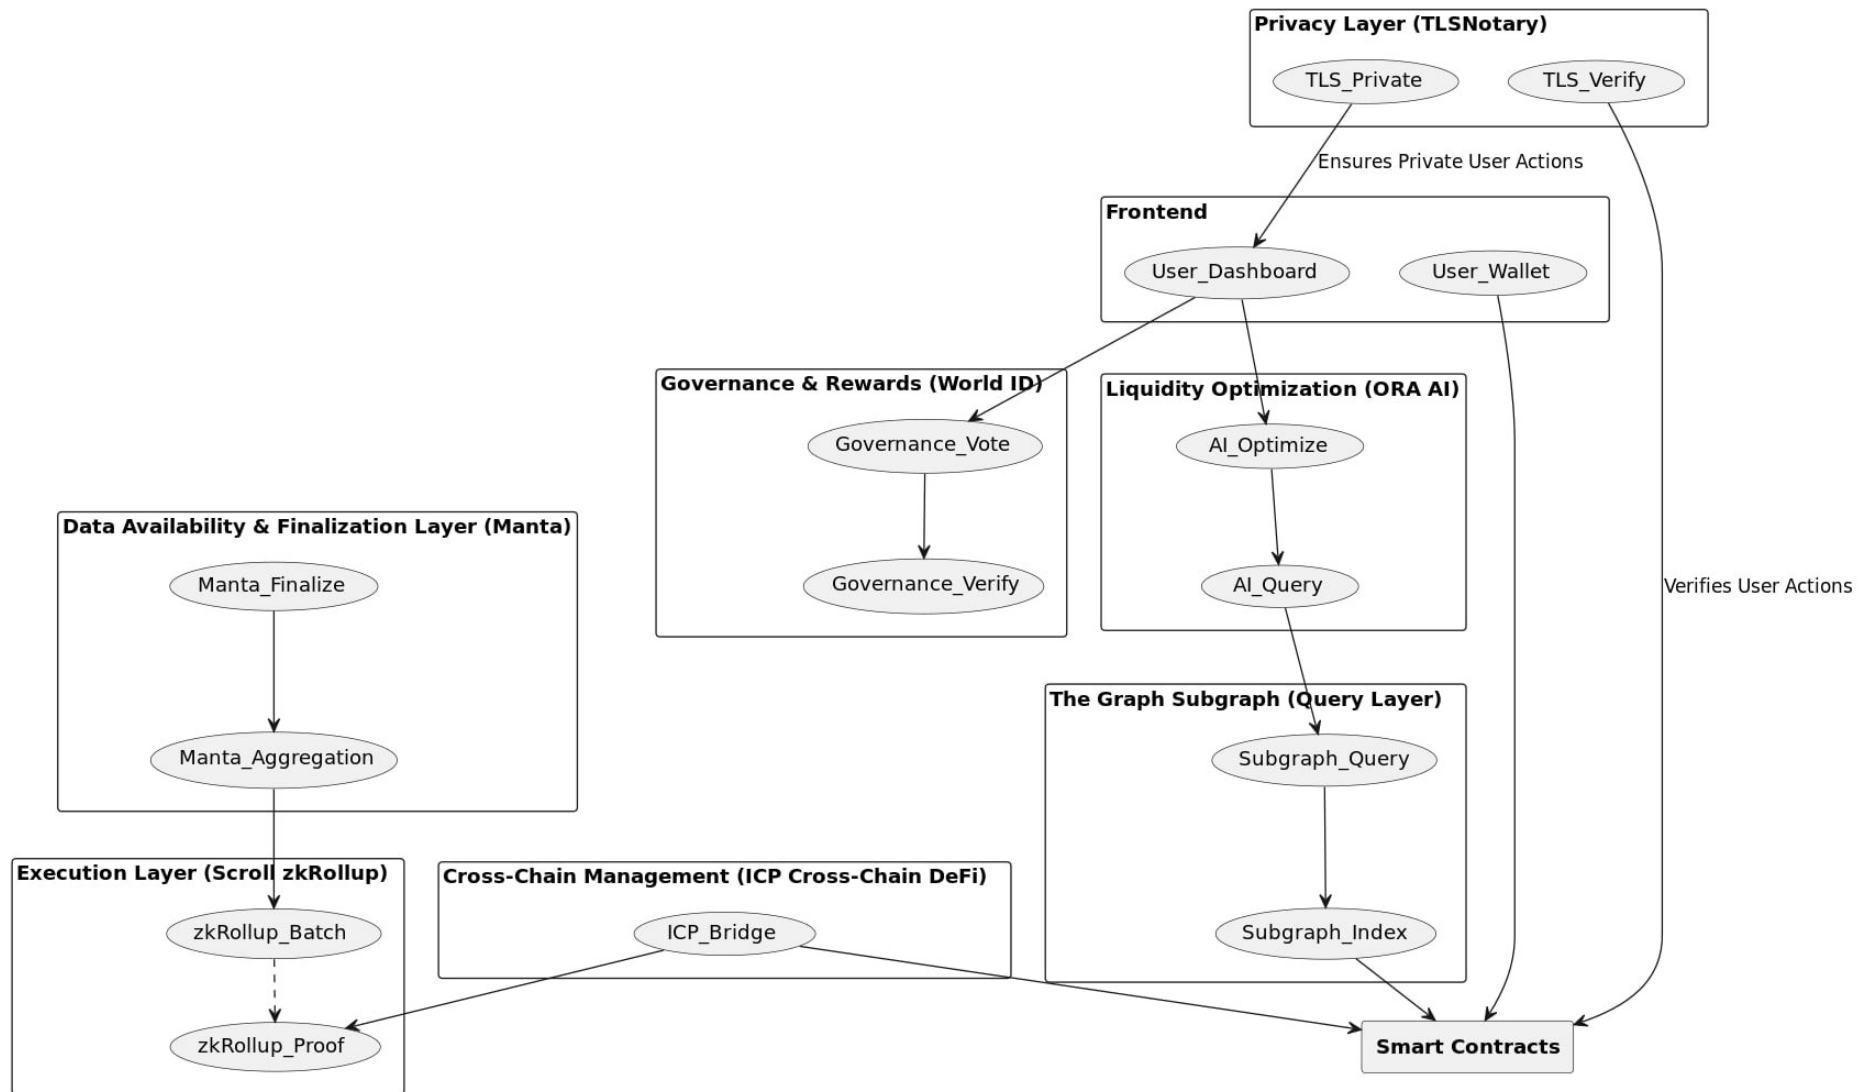 Privacy Layer (TLSNotary)
TLS_Private
TLS_Verify
Ensures Private User Actions
Frontend
User_Dashboard
User_Wallet
Governance & Rewards (World ID)
Liquidity Optimization (ORA AI)
Governance_Vote
AI_Optimize
Data Availability & Finalization Layer (Manta)
Manta_Finalize
Governance_Verify
AI_Query
Verifies User Actions
The Graph Subgraph (Query Layer)
Manta_Aggregation
Subgraph_Query
Execution Layer (Scroll zkRollup)
Cross-Chain Management (ICP Cross-Chain DeFi)
zkRollup_Batch
ICP_Bridge
Subgraph_Index
zkRollup_Proof
Smart Contracts